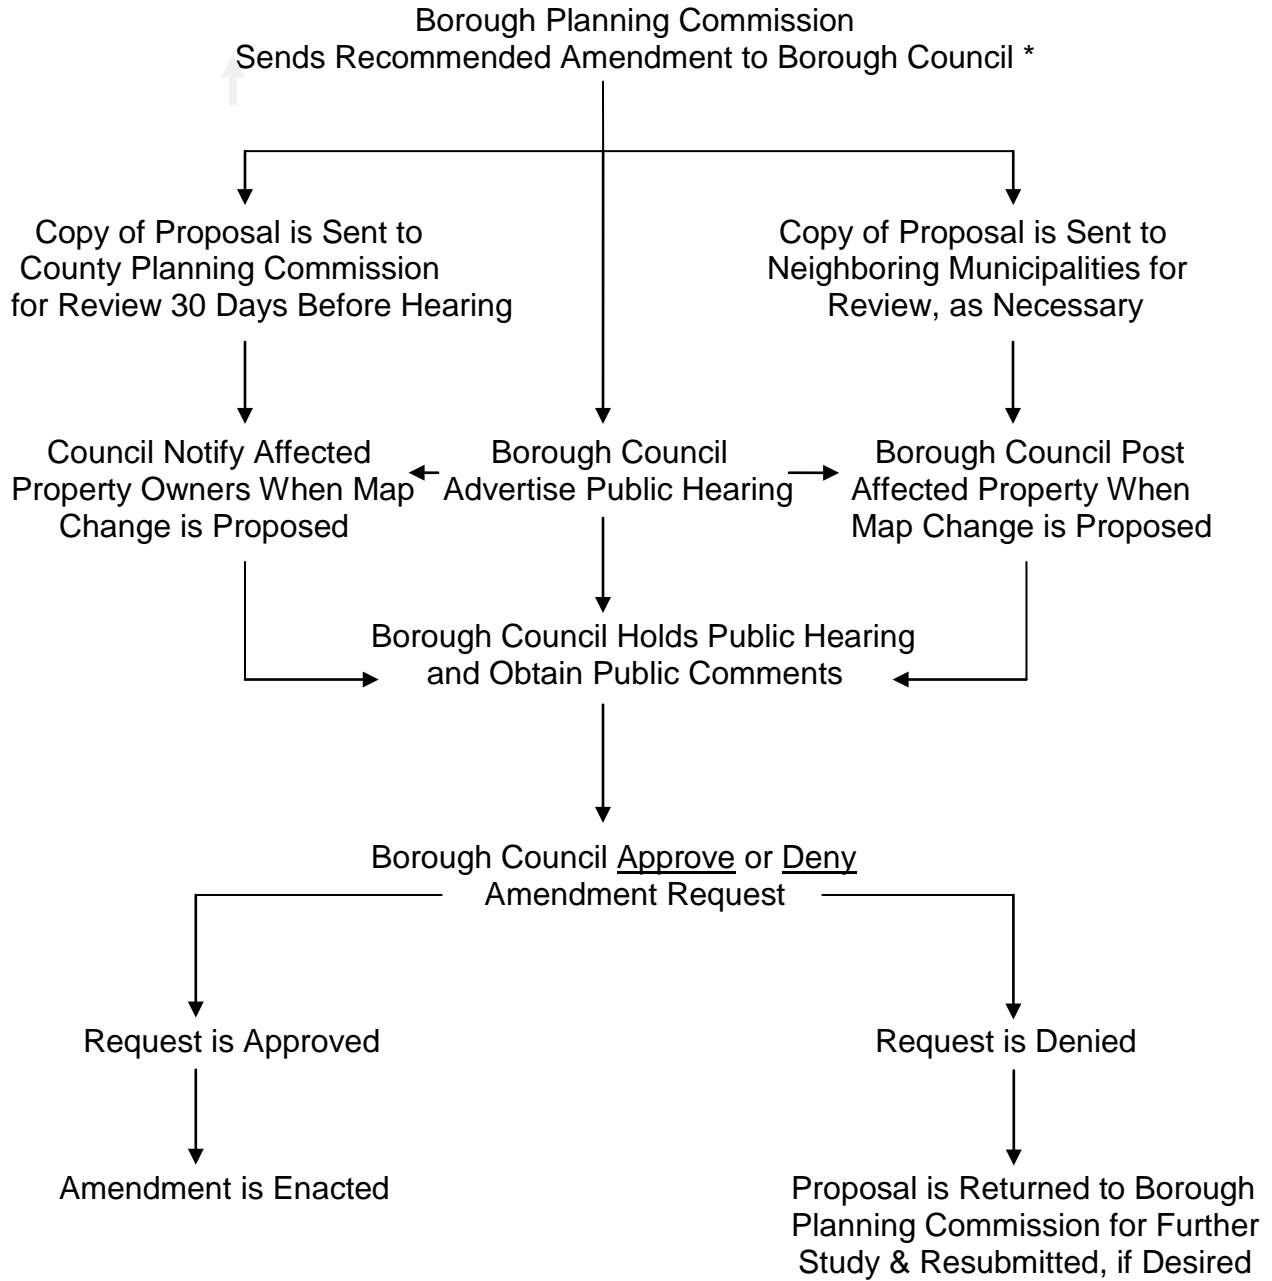 Borough Planning Commission
Sends Recommended Amendment to Borough Council *
Copy of Proposal is Sent to
County Planning Commission
for Review 30 Days Before Hearing
Copy of Proposal is Sent to
Neighboring Municipalities for
Review, as Necessary
Council Notify Affected
Property Owners When Map
Change is Proposed
Borough Council
Advertise Public Hearing
Borough Council Post
Affected Property When
Map Change is Proposed
Borough Council Holds Public Hearing
and Obtain Public Comments
Borough Council Approve or Deny
Amendment Request
Request is Approved
Request is Denied
Amendment is Enacted
Proposal is Returned to Borough
Planning Commission for Further
Study & Resubmitted, if Desired